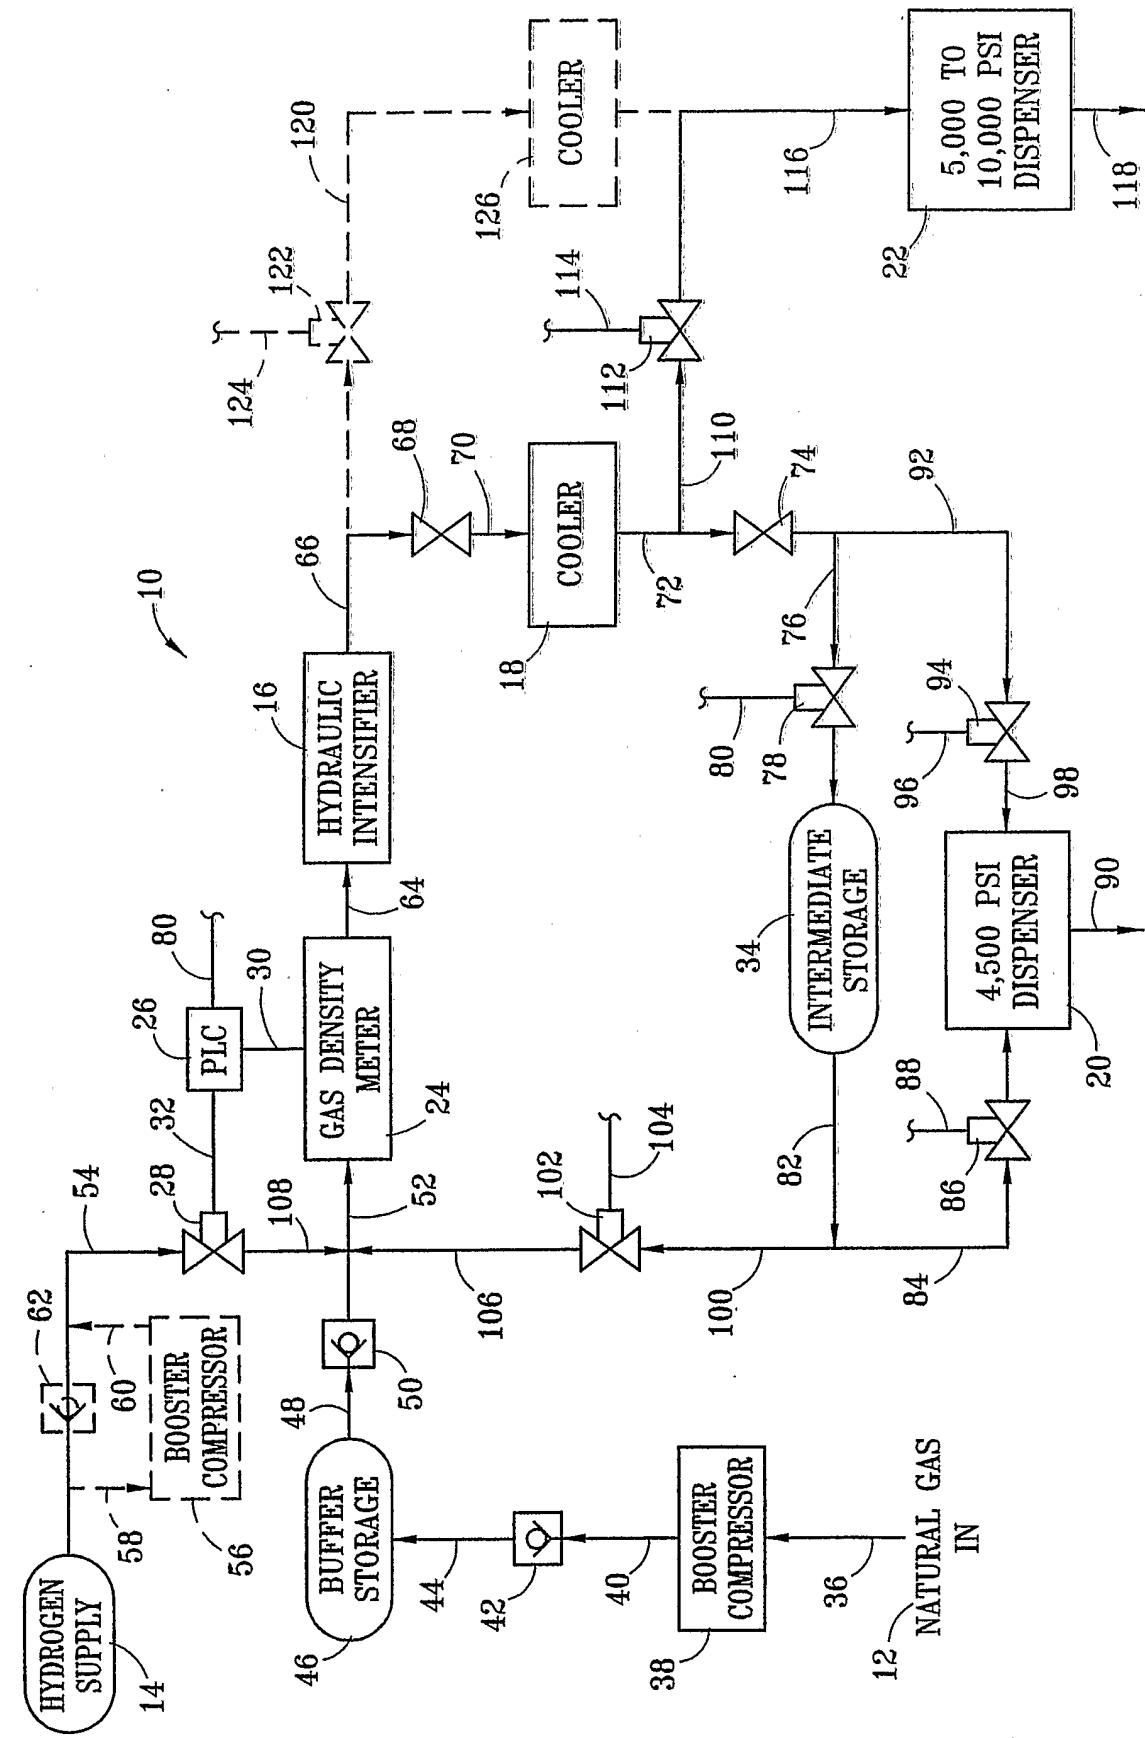 10
HYDROGEN
SUPPLY
14
54
62
60
58
BOOSTER
COMPRESSOR
56
28
32
PLC
26
80
30
108
BUFFER
STORAGE
46
48
50
52
GAS DENSITY
METER
24
64
HYDRAULIC
INTENSIFIER
16
66
124
122
120
COOLER
126
68
70
COOLER
18
72
110
112
114
116
5,000 TO
10,000 PSI
DISPENSER
22
118
74
76
92
80
78
INTERMEDIATE
STORAGE
34
82
106
102
104
100
84
86
88
4,500 PSI
DISPENSER
20
90
98
96
94
44
42
40
BOOSTER
COMPRESSOR
38
36
12
NATURAL GAS
IN